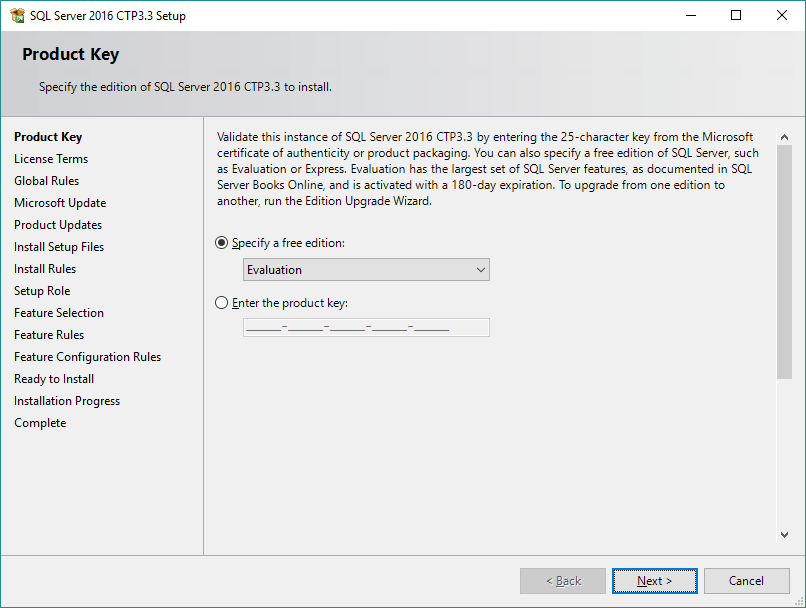 SQL Server 2016 CTP3.3 Setup
Product Key
Specify the edition of SQL Server 2016 CTP3.3 to install.
Product Key
License Terms
Global Rules
Microsoft Update
Product Updates
Install Setup Files
Install Rules
Setup Role
Feature Selection
Feature Rules
Feature Configuration Rules
Ready to Install
Installation Progress
Complete
Validate this instance of SQL Server 2016 CTP3.3 by entering the 25-character key from the Microsoft
certificate of authenticity or product packaging. You can also specify a free edition of SQL Server, such
as Evaluation or Express. Evaluation has the largest set of SQL Server features, as documented in SQL
Server Books Online, and is activated with a 180-day expiration. To upgrade from one edition to
another, run the Edition Upgrade Wizard.
Specify a free edition:
Evaluation
Enter the product key:
_____-_____-_____-_____-_____
< Back
Next >
Cancel